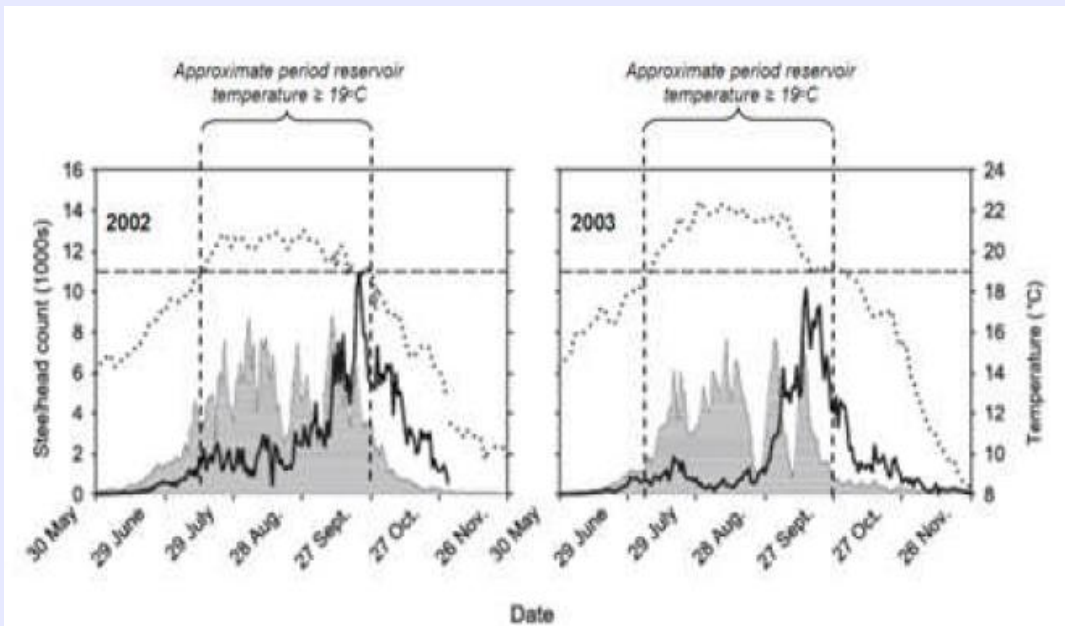 Approximate period reservoir
temperature ≥ 19°C
Approximate period reservoir
temperature ≥ 19°C
Steelhead count (1000s)
16
14
12
10
8
6
4
2
0
2002
2003
24
22
20
18
16
14
12
10
8
Temperature (°C)
30 May
29 June
29 July
28 Aug.
27 Sept.
27 Oct.
26 Nov.
30 May
29 June
29 July
28 Aug.
27 Sept.
27 Oct.
26 Nov.
Date